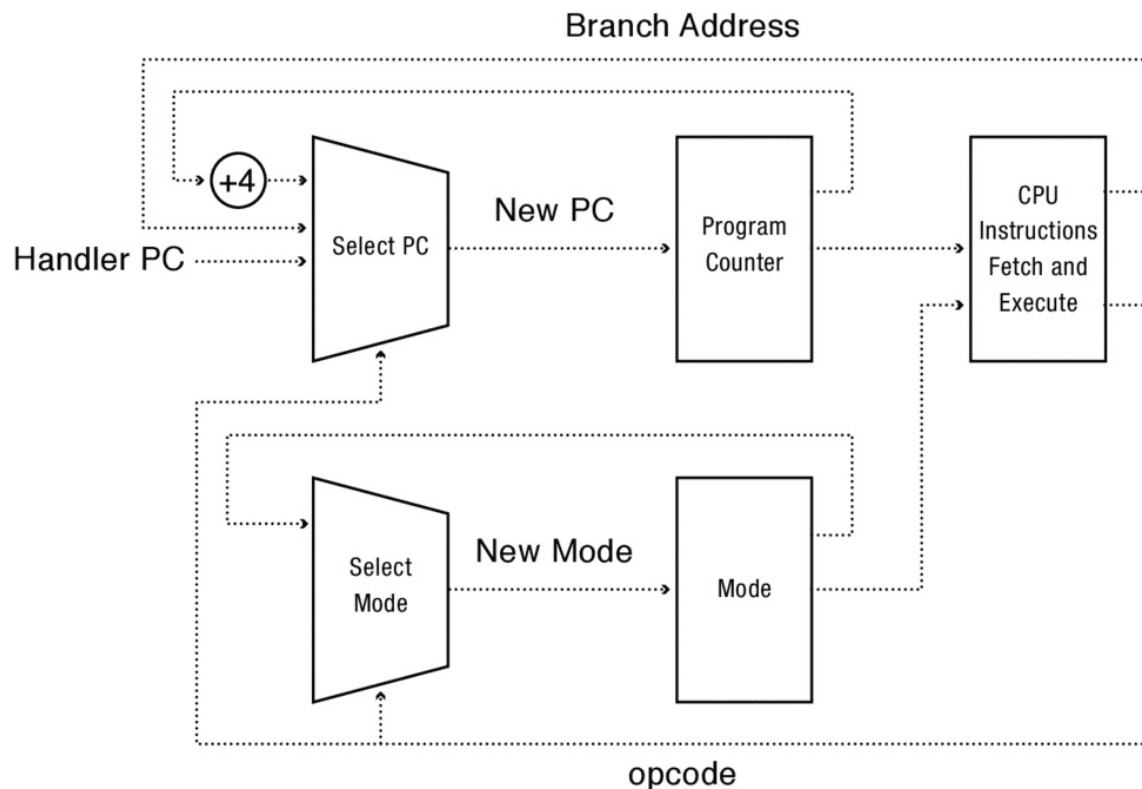 Branch Address
+4
New PC
Select PC
Handler PC
Program
Counter
CPU
Instructions
Fetch and
Execute
New Mode
Select
Mode
Mode
opcode